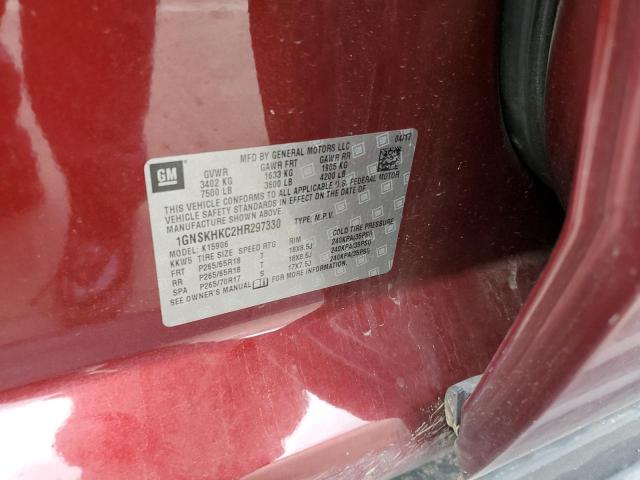 GM
MFD BY GENERAL MOTORS LLC 04/17
GVWR GAWR FRT GAWR RR
3402 KG 1633 KG 1905 KG
7500 LB 3600 LB 4200 LB
THIS VEHICLE CONFORMS TO ALL APPLICABLE U.S. FEDERAL MOTOR
VEHICLE SAFETY STANDARDS IN EFFECT ON THE DATE OF
MANUFACTURE SHOWN ABOVE.
1GNSKHKC2HR297330 TYPE: M.P.V.
MODEL: K15906
KKW5 TIRE SIZE SPEED RTG RIM COLD TIRE PRESSURE
FRT P265/65R18 T 18X8.5J 240KPA(35PSI)
RR P265/65R18 T 18X8.5J 240KPA(35PSI)
SPA P265/70R17 S 17X7.5J 240KPA(35PSI)
SEE OWNER'S MANUAL FOR MORE INFORMATION.